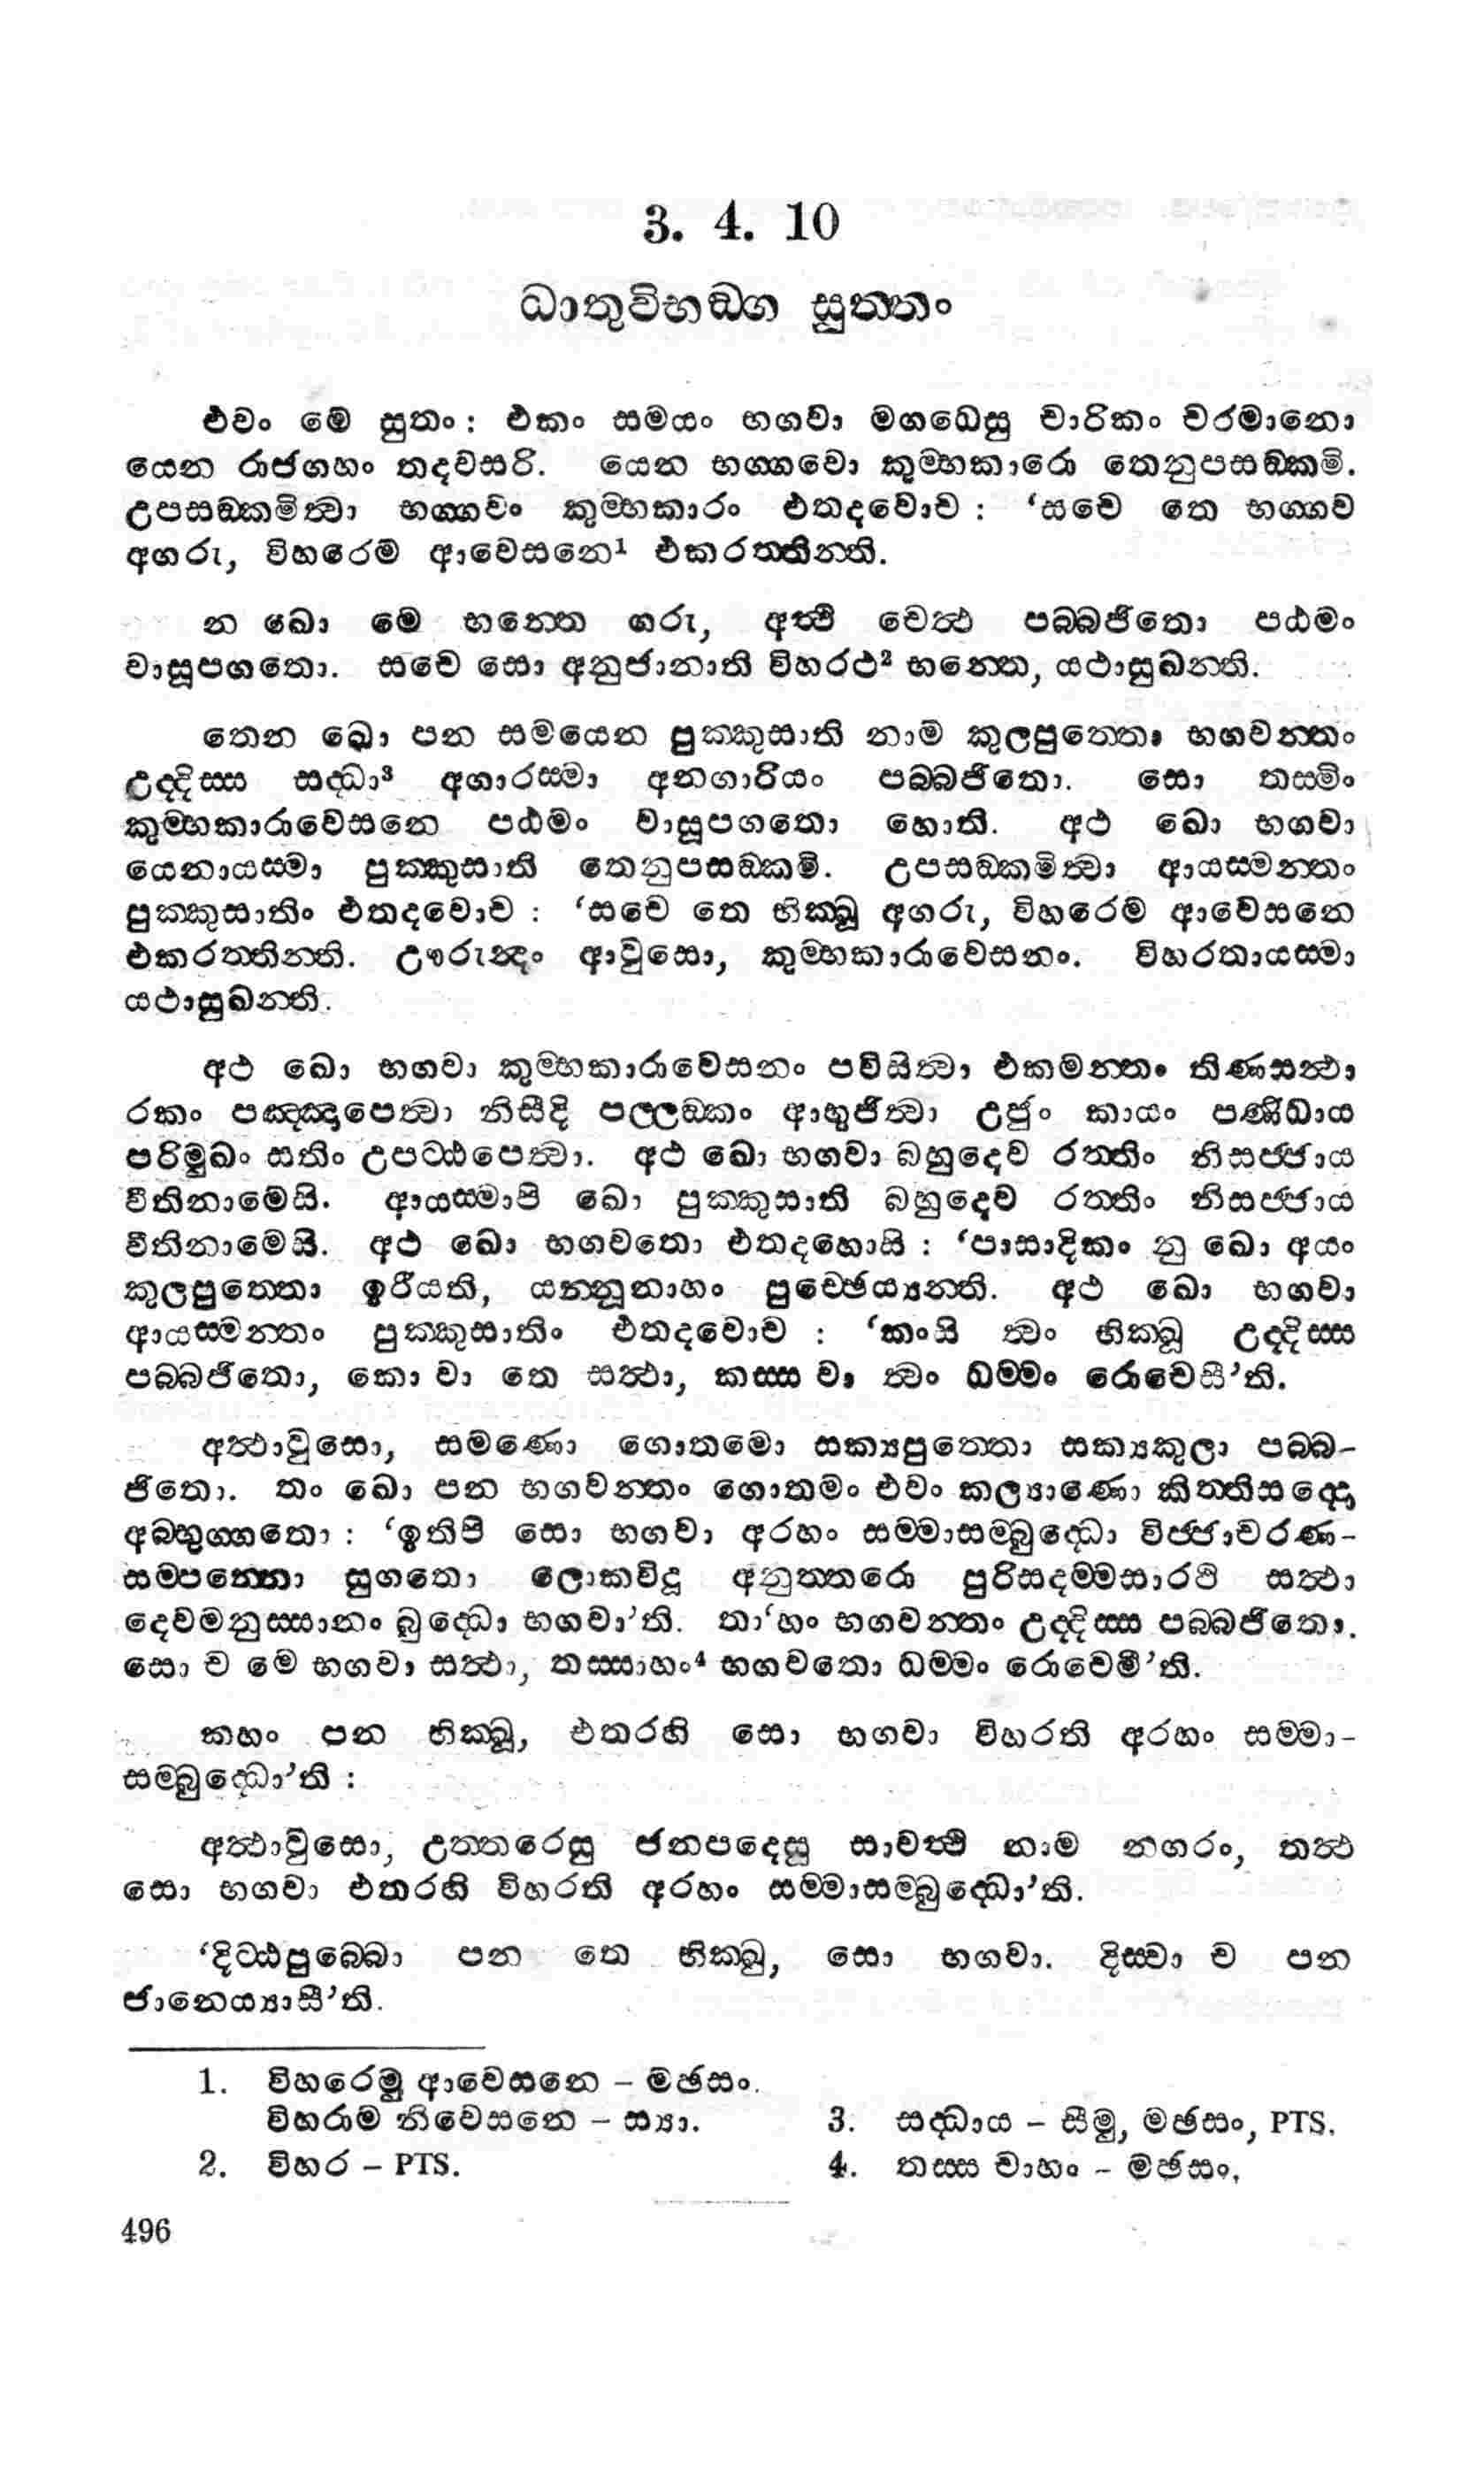 3. 4. 10
ධාතුවිභඞ්ග සුත්තං
එවං මෙ සුතං: එකං සමයං භගවා මගධෙසු චාරිකං චරමානො
යෙන රාජගහං තදවසරි. යෙන භග්ගවො කුම්භකාරො තෙනුපසඞ්කමි.
උපසඞ්කමිත්වා භග්ගවං කුම්භකාරං එතදවොච : ‘සචෙ තෙ භග්ගව
අගරු, විහරෙම ආවෙසනෙ¹ එකරත්තින්ති.
න ඛො මෙ භන්තෙ ගරු, අත්ථි චෙත්ථ පබ්බජිතො පඨමං
වාසූපගතො. සචෙ සො අනුජානාති විහරථ² භන්තෙ, යථාසුඛන්ති.
තෙන ඛො පන සමයෙන පුක්කුසාති නාම කුලපුත්තො භගවන්තං
උද්දිස්ස සද්ධා³ අගාරස්මා අනගාරියං පබ්බජිතො. සො තස්මිං
කුම්භකාරාවෙසනෙ පඨමං වාසූපගතො හොති. අථ ඛො භගවා
යෙනායස්මා පුක්කුසාති තෙනුපසඞ්කමි. උපසඞ්කමිත්වා ආයස්මන්තං
පුක්කුසාතිං එතදවොච : ‘සචෙ තෙ භික්ඛූ අගරු, විහරෙම ආවෙසනෙ
එකරත්තින්ති. ඌරුන්දං ආවුසො, කුම්භකාරාවෙසනං. විහරතායස්මා
යථාසුඛන්ති.
අථ ඛො භගවා කුම්භකාරාවෙසනං පවිසිත්වා එකමන්තං තිණසන්ථා
රකං පඤ්ඤාපෙත්වා නිසීදි පල්ලඞ්කං ආභුජිත්වා උජුං කායං පණිධාය
පරිමුඛං සතිං උපට්ඨපෙත්වා. අථ ඛො භගවා බහුදෙව රත්තිං නිසජ්ජාය
වීතිනාමෙසි. ආයස්මාපි ඛො පුක්කුසාති බහුදෙව රත්තිං නිසජ්ජාය
වීතිනාමෙසි. අථ ඛො භගවතො එතදහොසි : ‘පාසාදිකං නු ඛො අයං
කුලපුත්තො ඉරීයති, යන්නූනාහං පුච්ඡෙය්‍යන්ති. අථ ඛො භගවා
ආයස්මන්තං පුක්කුසාතිං එතදවොච : ‘කංසි ත්වං භික්ඛූ උද්දිස්ස
පබ්බජිතො, කො වා තෙ සත්ථා, කස්ස වා ත්වං ධම්මං රොචෙසී’ති.
අත්ථාවුසො, සමණො ගොතමො සක්‍යපුත්තො සක්‍යකුලා පබ්බ-
ජිතො. තං ඛො පන භගවන්තං ගොතමං එවං කල්‍යාණො කිත්තිසද්දො
අබ්භුග්ගතො : ‘ඉතිපි සො භගවා අරහං සම්මාසම්බුද්ධො විජ්ජාචරණ-
සම්පන්නො සුගතො ලොකවිදූ අනුත්තරො පුරිසදම්මසාරථි සත්ථා
දෙවමනුස්සානං බුද්ධො භගවා’ති. තා‘හං භගවන්තං උද්දිස්ස පබ්බජිතො.
සො ච මෙ භගවා සත්ථා, තස්සාහං⁴ භගවතො ධම්මං රොචෙමී’ති.
කහං පන භික්ඛූ, එතරහි සො භගවා විහරති අරහං සම්මා-
සම්බුද්ධො’ති :
අත්ථාවුසො, උත්තරෙසු ජනපදෙසු සාවත්ථි නාම නගරං, තත්ථ
සො භගවා එතරහි විහරති අරහං සම්මාසම්බුද්ධො’ති.
‘දිට්ඨපුබ්බො පන තෙ භික්ඛු, සො භගවා. දිස්වා ච පන
ජානෙය්‍යාසී’ති.
1. විහරෙමු ආවෙසනෙ – මඡසං.
විහරාම නිවෙසනෙ – ස්‍යා.
2. විහර – PTS.
3. සද්ධාය – සීමු, මඡසං, PTS.
4. තස්ස චාහං – මඡසං,
496